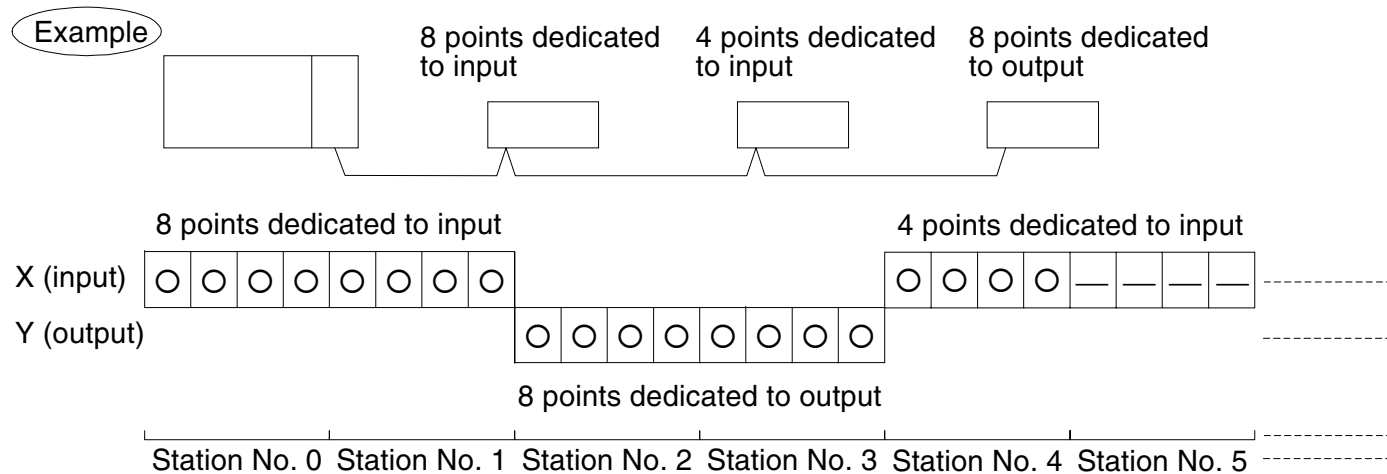 Example
8 points dedicated
to input
4 points dedicated
to input
8 points dedicated
to output
8 points dedicated to input
4 points dedicated to input
X (input)
Y (output)
8 points dedicated to output
Station No. 0 Station No. 1 Station No. 2 Station No. 3 Station No. 4 Station No. 5